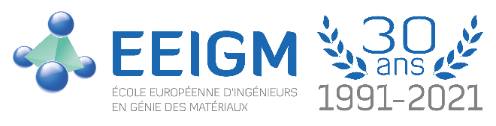 EEIGM
ÉCOLE EUROPÉENNE D'INGÉNIEURS
EN GÉNIE DES MATÉRIAUX
30
ans
1991-2021